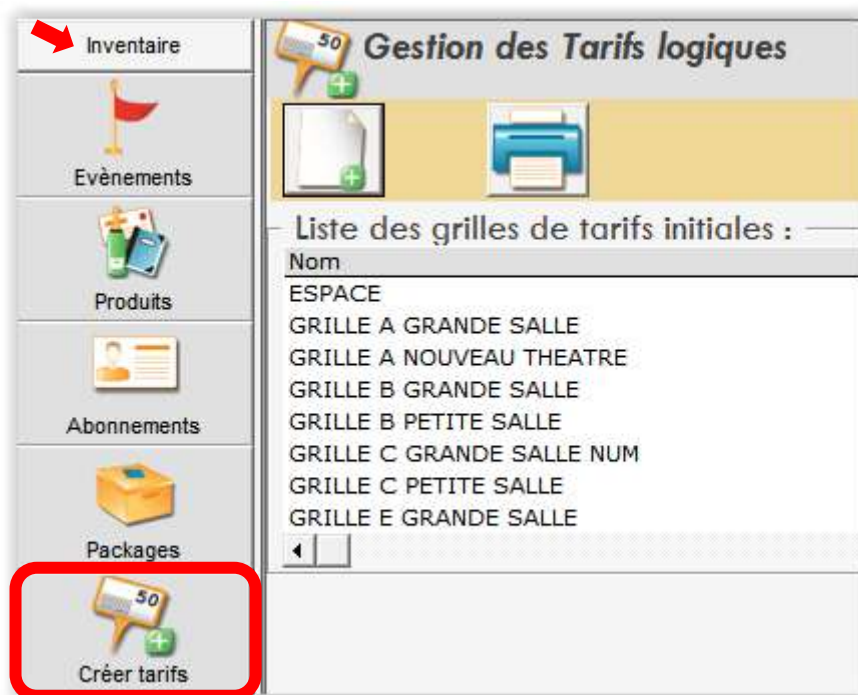 Inventaire
Evènements
Produits
Abonnements
Packages
50
Créer tarifs
50
Gestion des Tarifs logiques
Liste des grilles de tarifs initiales :
Nom
ESPACE
GRILLE A GRANDE SALLE
GRILLE A NOUVEAU THEATRE
GRILLE B GRANDE SALLE
GRILLE B PETITE SALLE
GRILLE C GRANDE SALLE NUM
GRILLE C PETITE SALLE
GRILLE E GRANDE SALLE